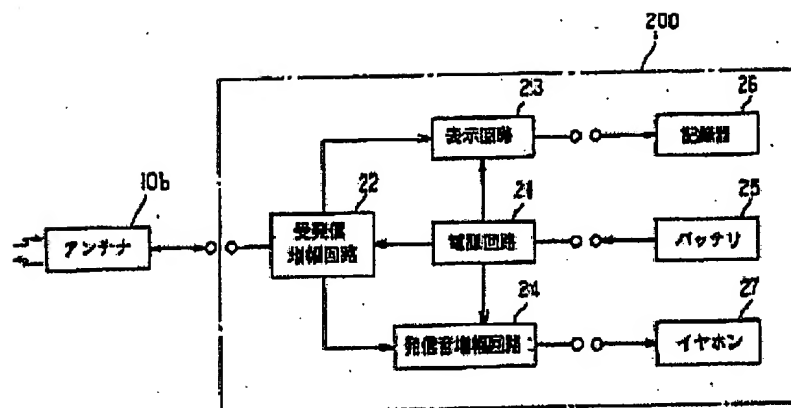 200
23
表示回路
26
記録器
10b
アンテナ
22
受発信
増幅回路
21
電源回路
25
バッテリ
24
発信音増幅回路
27
イヤホン